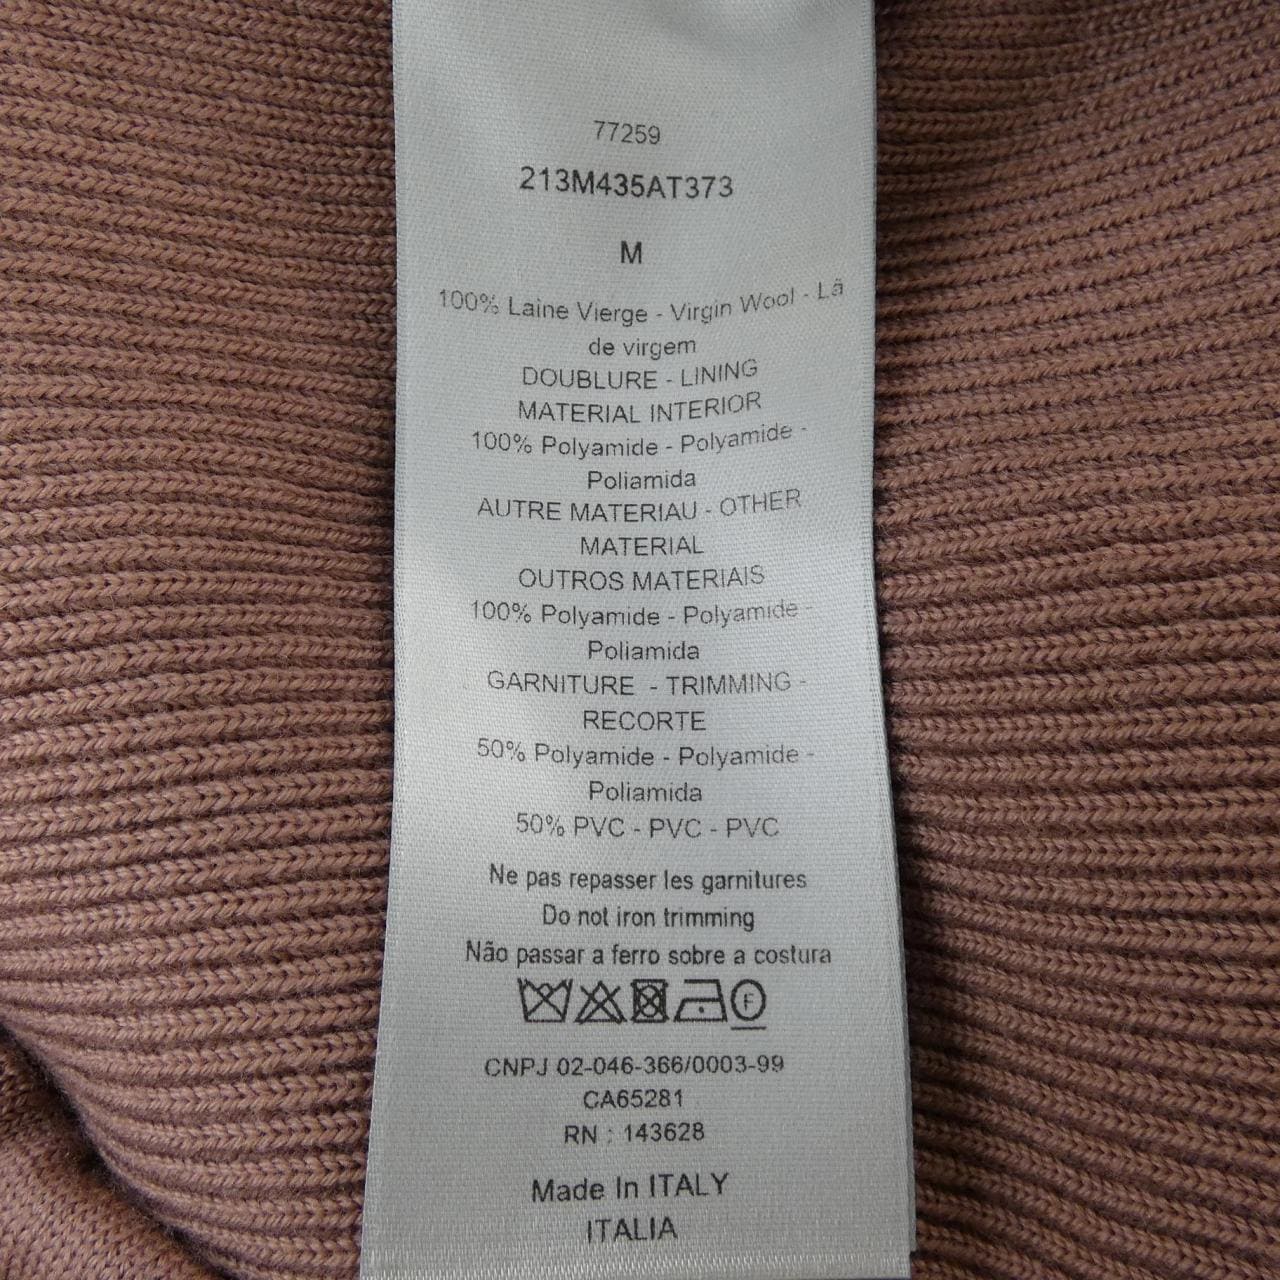 77259
213M435AT373
M
100% Laine Vierge - Virgin Wool - Lã
de virgem
DOUBLURE - LINING
MATERIAL INTERIOR
100% Polyamide - Polyamide -
Poliamida
AUTRE MATERIAU - OTHER
MATERIAL
OUTROS MATERIAIS
100% Polyamide - Polyamide -
Poliamida
GARNITURE - TRIMMING -
RECORTE
50% Polyamide - Polyamide -
Poliamida
50% PVC - PVC - PVC
Ne pas repasser les garnitures
Do not iron trimming
Não passar a ferro sobre a costura
F
CNPJ 02-046-366/0003-99
CA65281
RN : 143628
Made In ITALY
ITALIA